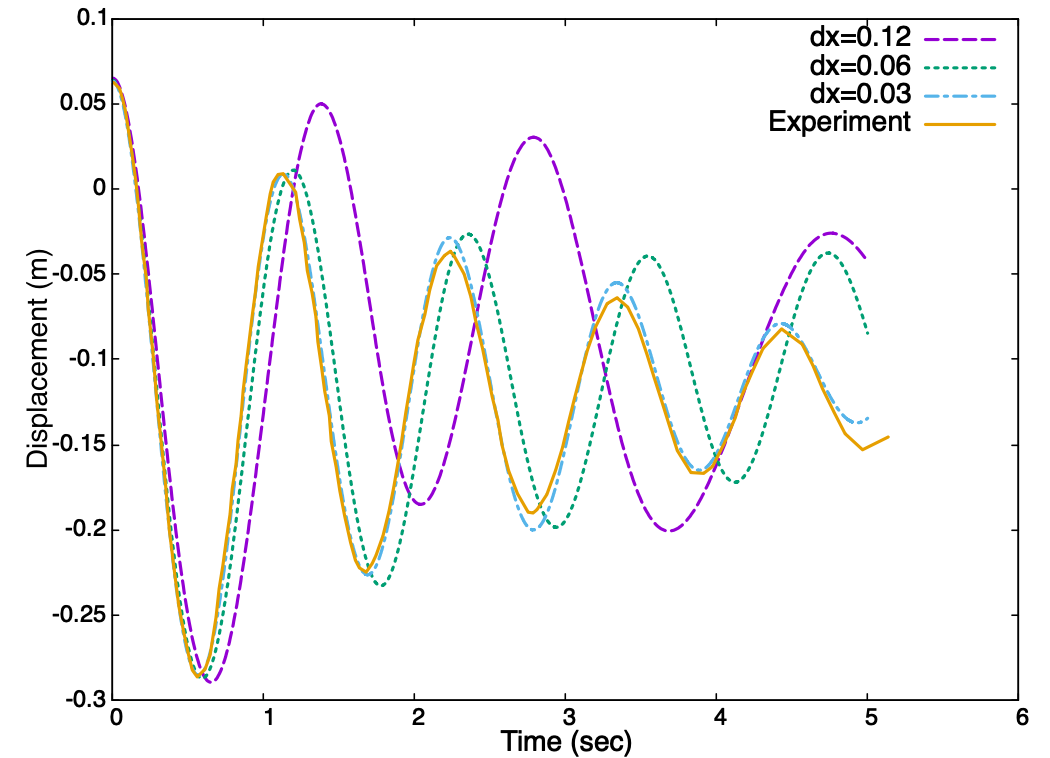 0.1
0.05
0
-0.05
-0.1
-0.15
-0.2
-0.25
-0.3
Displacement (m)
dx=0.12
dx=0.06
dx=0.03
Experiment
0 1 2 3 4 5 6
Time (sec)